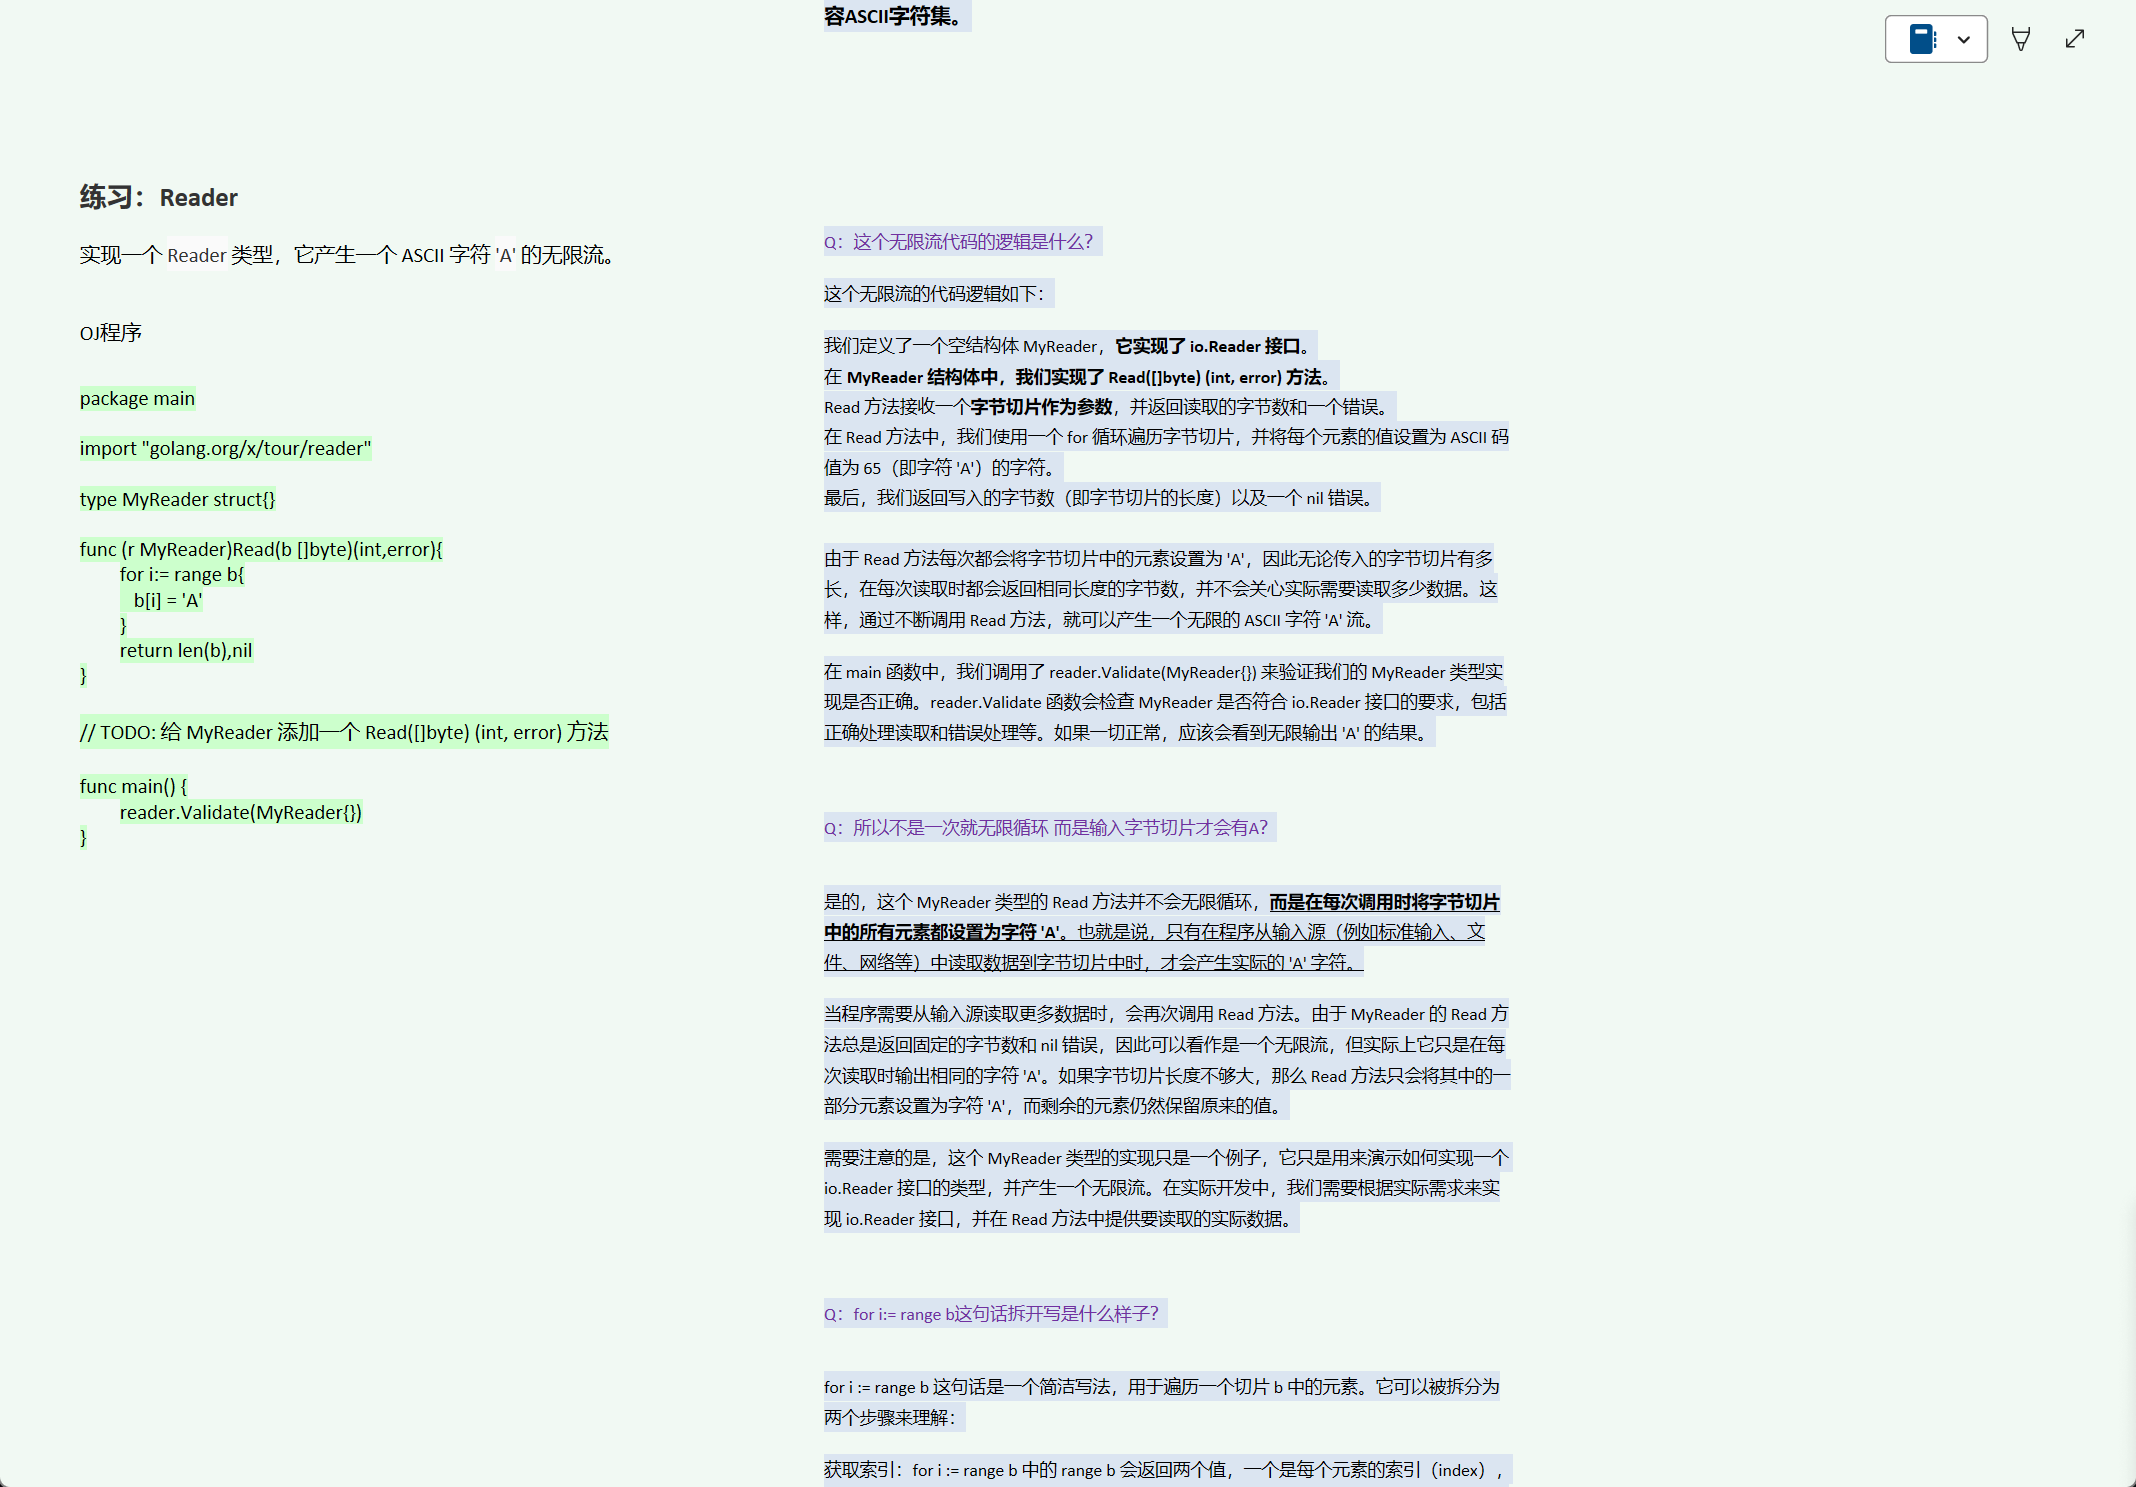 容ASCII字符集。
练习：Reader
实现一个 Reader 类型，它产生一个 ASCII 字符 'A' 的无限流。
OJ程序
package main
import "golang.org/x/tour/reader"
type MyReader struct{}
func (r MyReader)Read(b []byte)(int,error){
for i:= range b{
b[i] = 'A'
}
return len(b),nil
}
// TODO: 给 MyReader 添加一个 Read([]byte) (int, error) 方法
func main() {
reader.Validate(MyReader{})
}
Q：这个无限流代码的逻辑是什么？
这个无限流的代码逻辑如下：
我们定义了一个空结构体 MyReader，它实现了 io.Reader 接口。
在 MyReader 结构体中，我们实现了 Read([]byte) (int, error) 方法。
Read 方法接收一个字节切片作为参数，并返回读取的字节数和一个错误。
在 Read 方法中，我们使用一个 for 循环遍历字节切片，并将每个元素的值设置为 ASCII 码
值为 65（即字符 'A'）的字符。
最后，我们返回写入的字节数（即字节切片的长度）以及一个 nil 错误。
由于 Read 方法每次都会将字节切片中的元素设置为 'A'，因此无论传入的字节切片有多
长，在每次读取时都会返回相同长度的字节数，并不会关心实际需要读取多少数据。这
样，通过不断调用 Read 方法，就可以产生一个无限的 ASCII 字符 'A' 流。
在 main 函数中，我们调用了 reader.Validate(MyReader{}) 来验证我们的 MyReader 类型实
现是否正确。reader.Validate 函数会检查 MyReader 是否符合 io.Reader 接口的要求，包括
正确处理读取和错误处理等。如果一切正常，应该会看到无限输出 'A' 的结果。
Q：所以不是一次就无限循环 而是输入字节切片才会有A？
是的，这个 MyReader 类型的 Read 方法并不会无限循环，而是在每次调用时将字节切片
中的所有元素都设置为字符 'A'。也就是说，只有在程序从输入源（例如标准输入、文
件、网络等）中读取数据到字节切片中时，才会产生实际的 'A' 字符。
当程序需要从输入源读取更多数据时，会再次调用 Read 方法。由于 MyReader 的 Read 方
法总是返回固定的字节数和 nil 错误，因此可以看作是一个无限流，但实际上它只是在每
次读取时输出相同的字符 'A'。如果字节切片长度不够大，那么 Read 方法只会将其中的一
部分元素设置为字符 'A'，而剩余的元素仍然保留原来的值。
需要注意的是，这个 MyReader 类型的实现只是一个例子，它只是用来演示如何实现一个
io.Reader 接口的类型，并产生一个无限流。在实际开发中，我们需要根据实际需求来实
现 io.Reader 接口，并在 Read 方法中提供要读取的实际数据。
Q：for i:= range b这句话拆开写是什么样子？
for i := range b 这句话是一个简洁写法，用于遍历一个切片 b 中的元素。它可以被拆分为
两个步骤来理解：
获取索引：for i := range b 中的 range b 会返回两个值，一个是每个元素的索引（index），